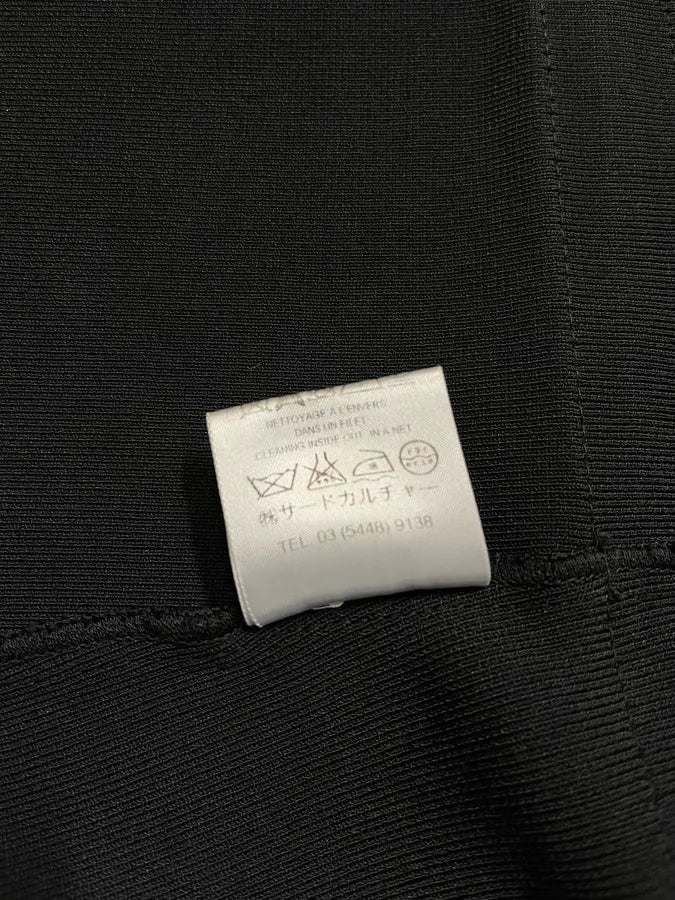 NETTOYAGE A L'ENVERS
DANS UN FILET
CLEANING INSIDE OUT IN A NET
㈱サードカルチャー
TEL. 03 (5448) 9138